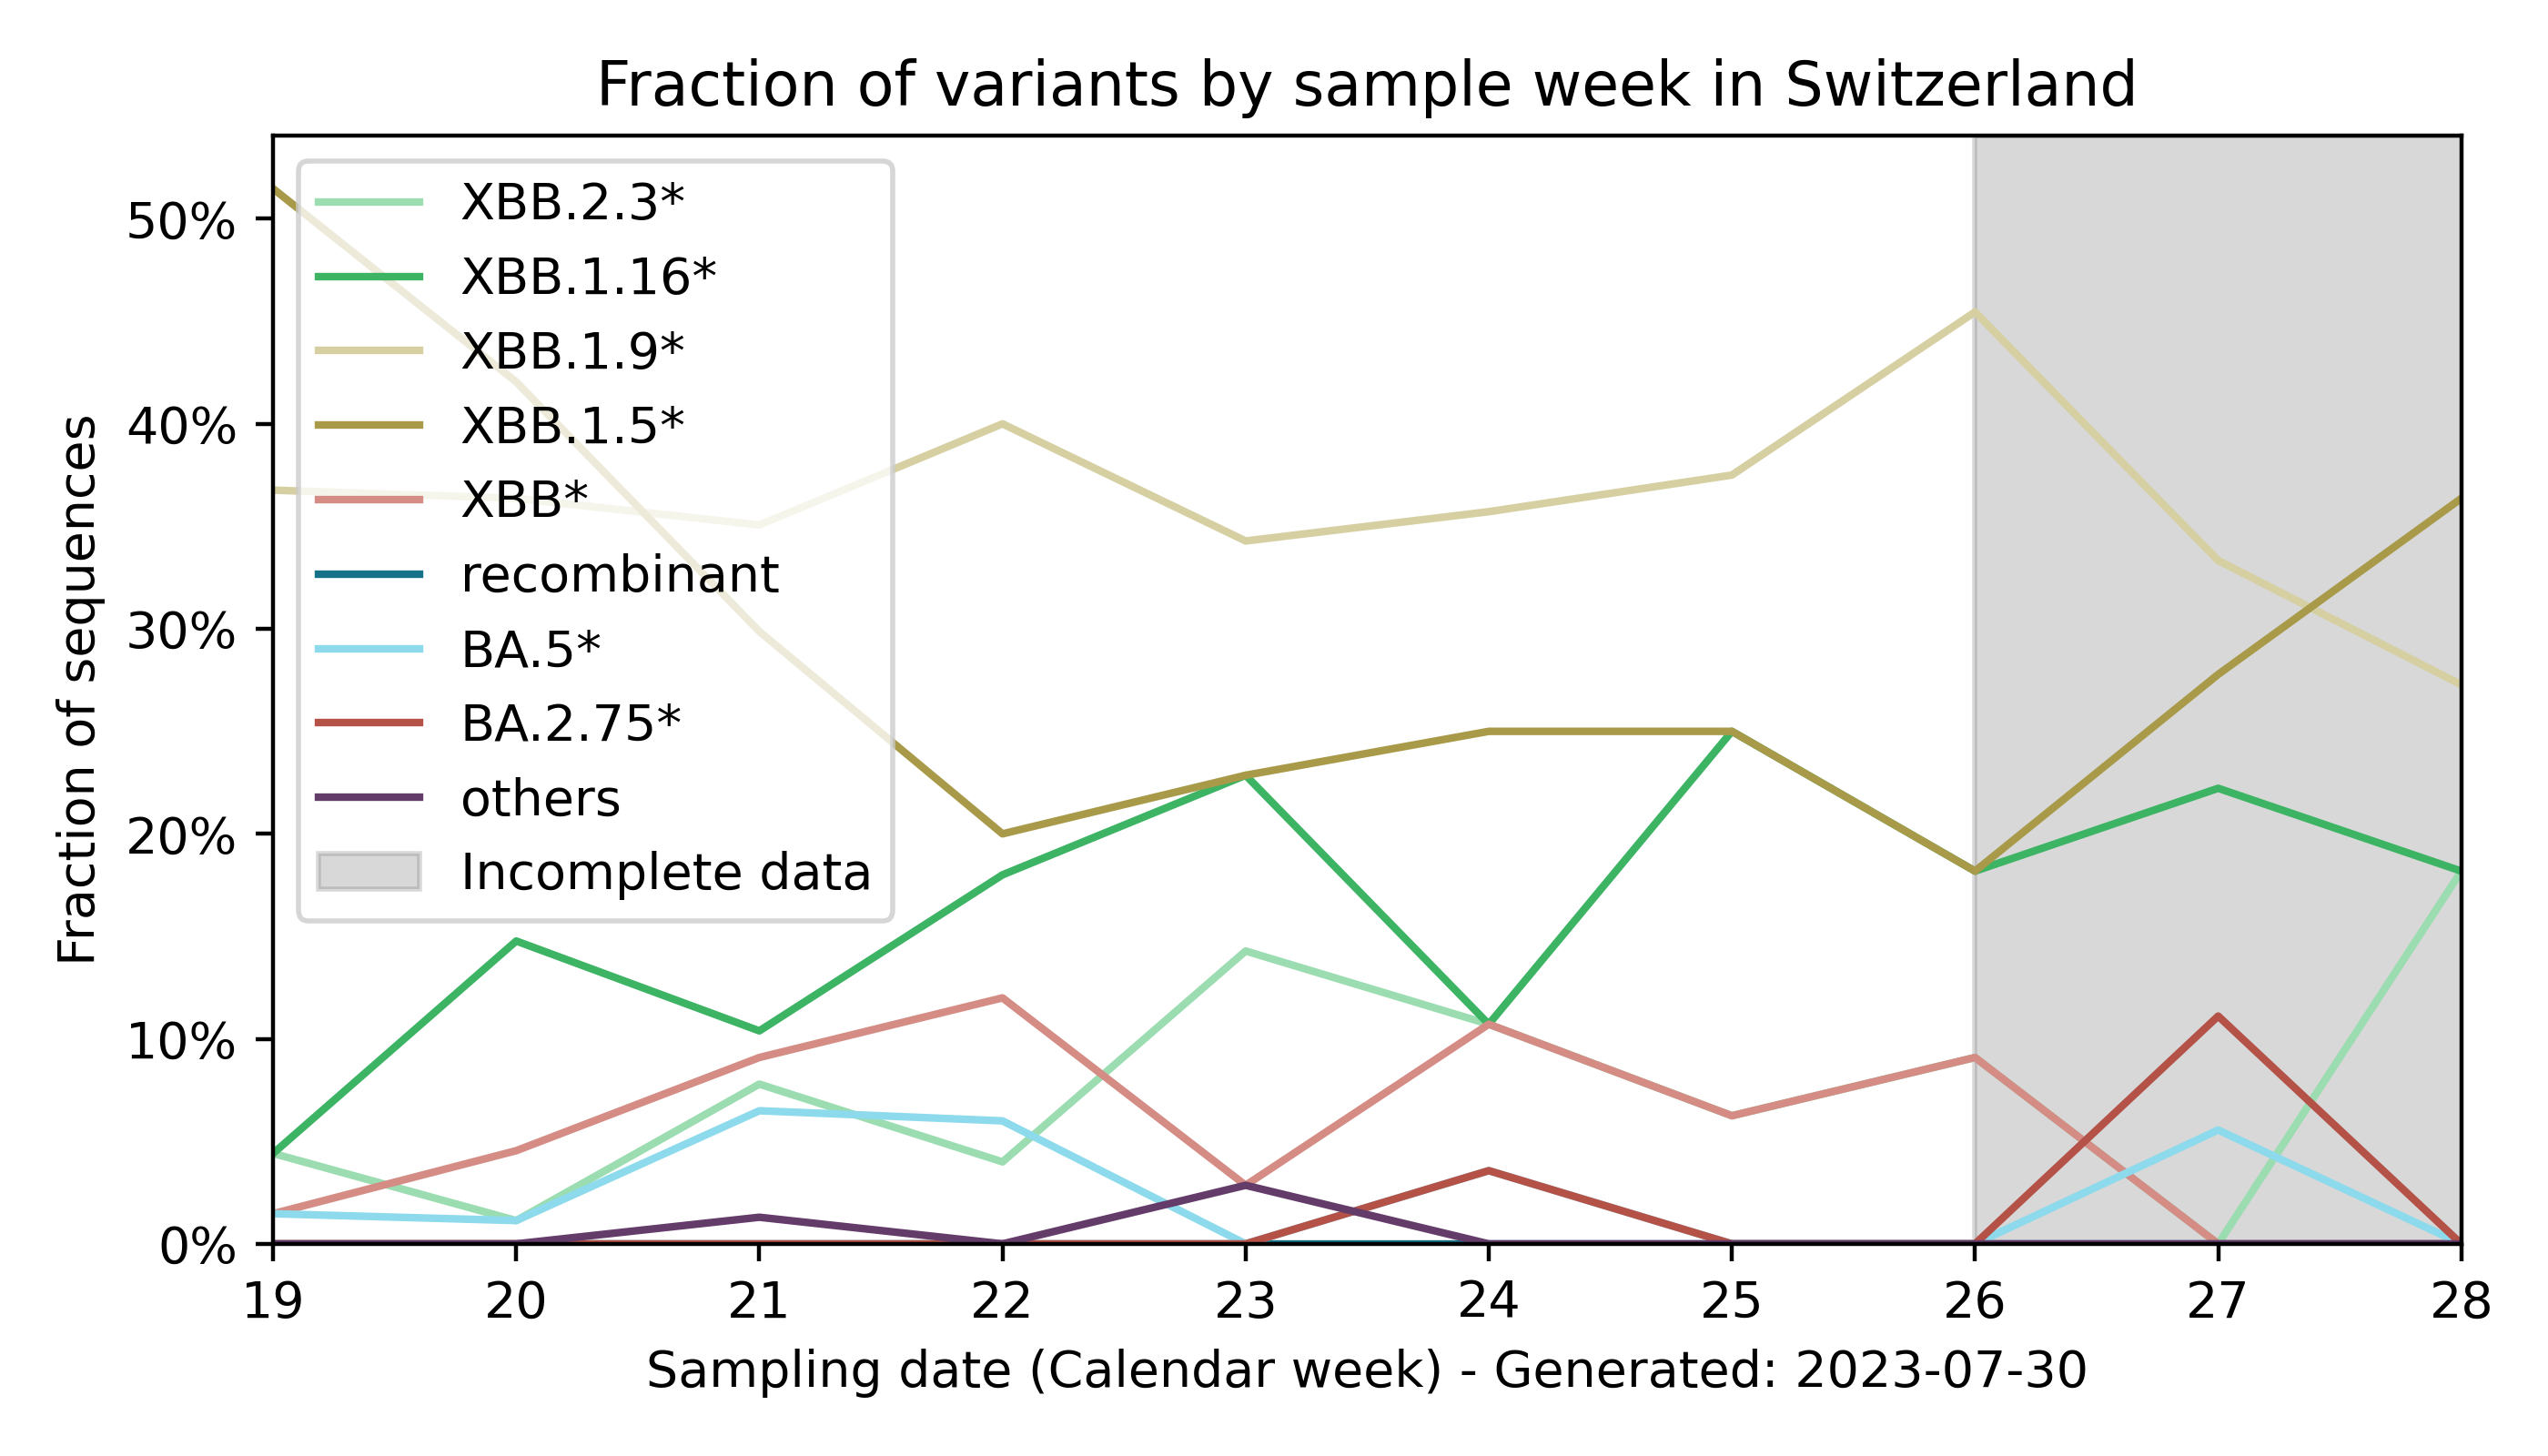 Fraction of variants by sample week in Switzerland
Fraction of sequences
50%
40%
30%
20%
10%
0%
XBB.2.3*
XBB.1.16*
XBB.1.9*
XBB.1.5*
XBB*
recombinant
BA.5*
BA.2.75*
others
Incomplete data
19 20 21 22 23 24 25 26 27 28
Sampling date (Calendar week) - Generated: 2023-07-30